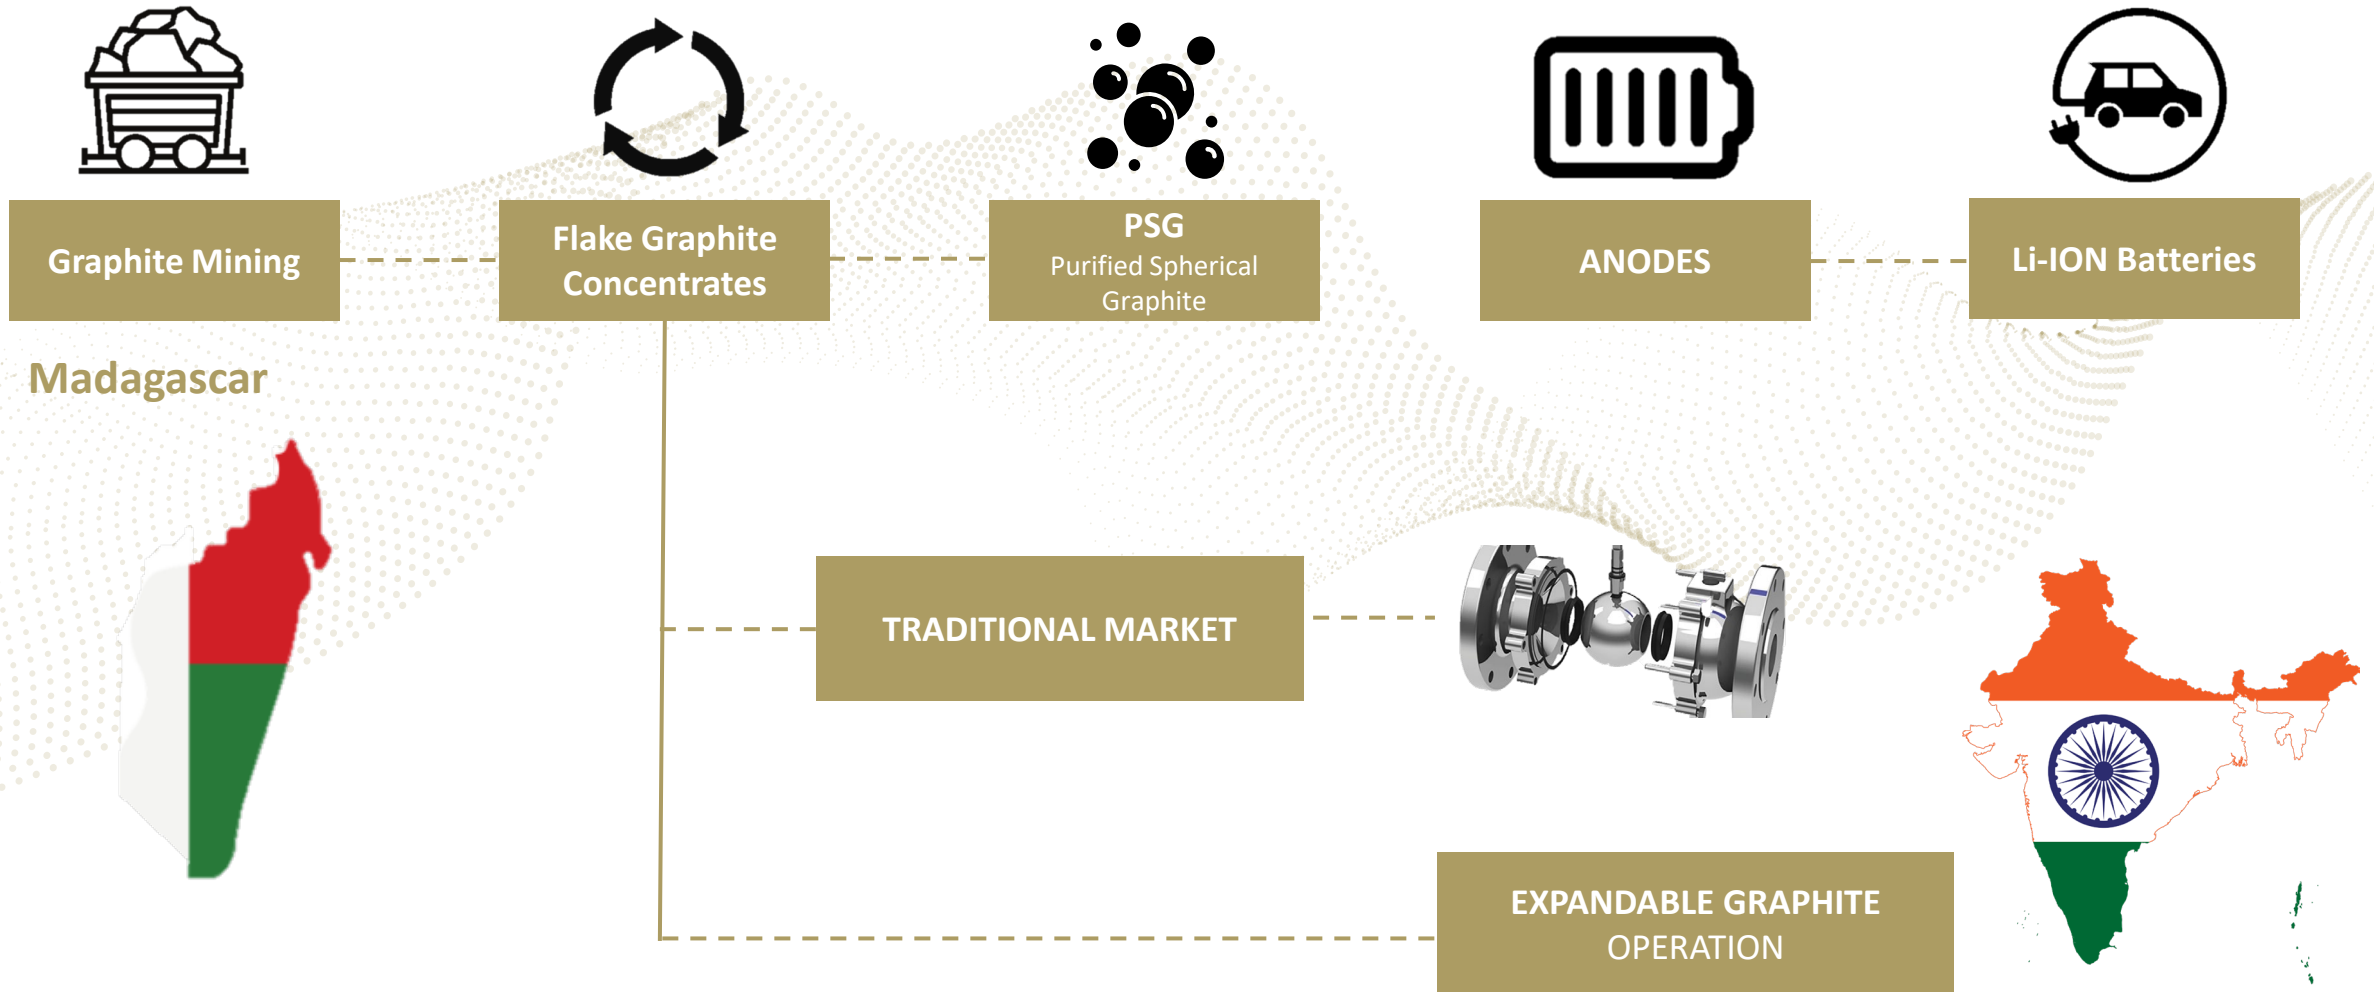 Graphite Mining
Flake Graphite
Concentrates
PSG
Purified Spherical
Graphite
ANODES
Li-ION Batteries
Madagascar
TRADITIONAL MARKET
EXPANDABLE GRAPHITE
OPERATION